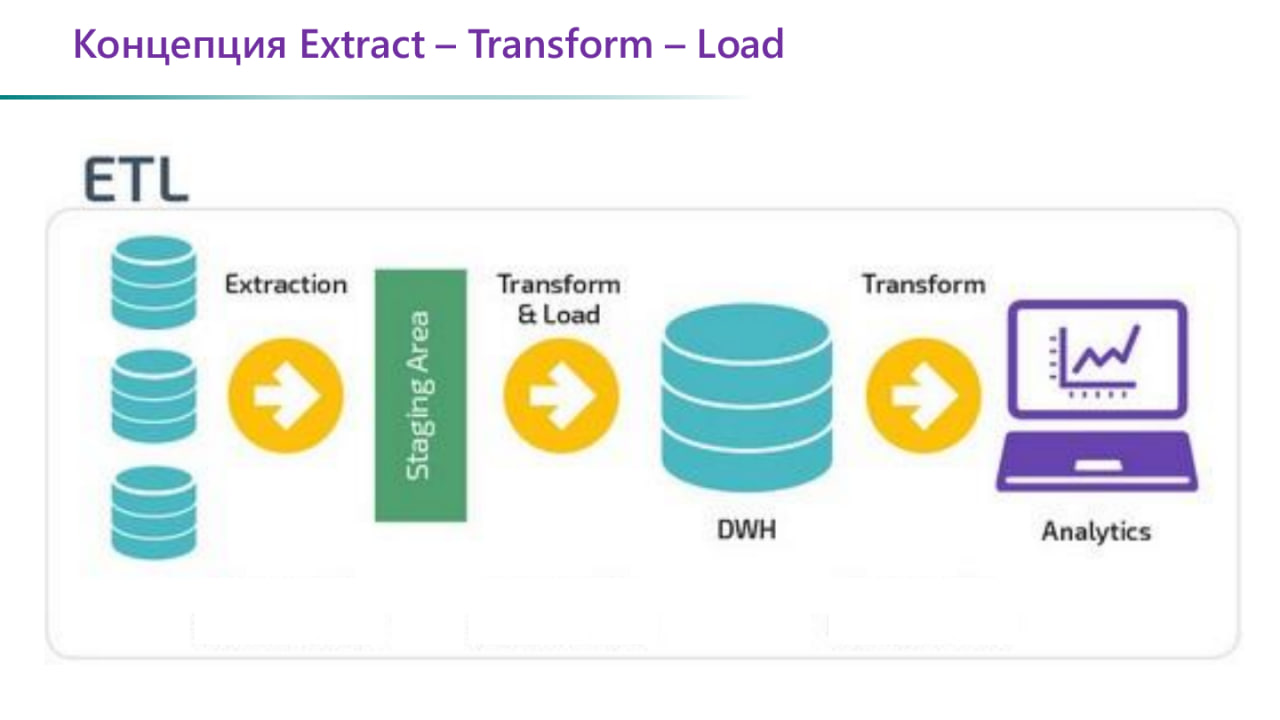 Концепция Extract – Transform – Load
ETL
Extraction
Staging Area
Transform
& Load
DWH
Transform
Analytics